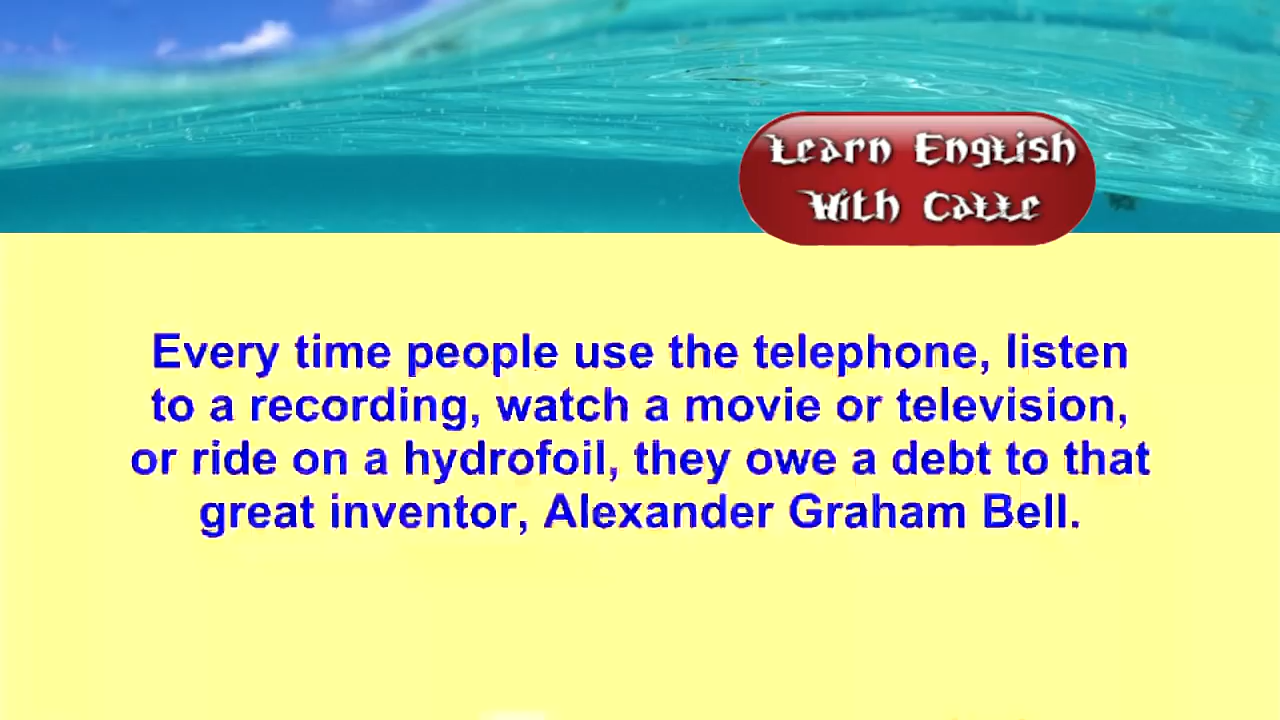 Learn English
With Catte
Every time people use the telephone, listen
to a recording, watch a movie or television,
or ride on a hydrofoil, they owe a debt to that
great inventor, Alexander Graham Bell.